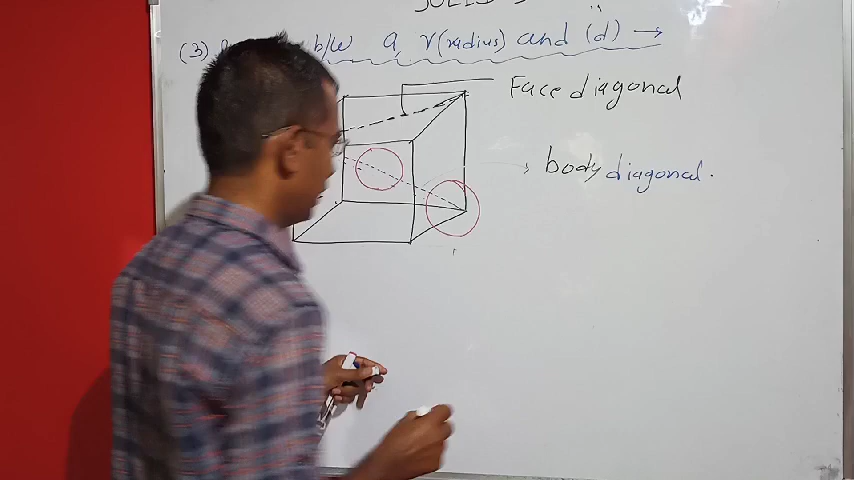 (3) b/w a, r(radius) and (d) →
Face diagonal
body diagonal.